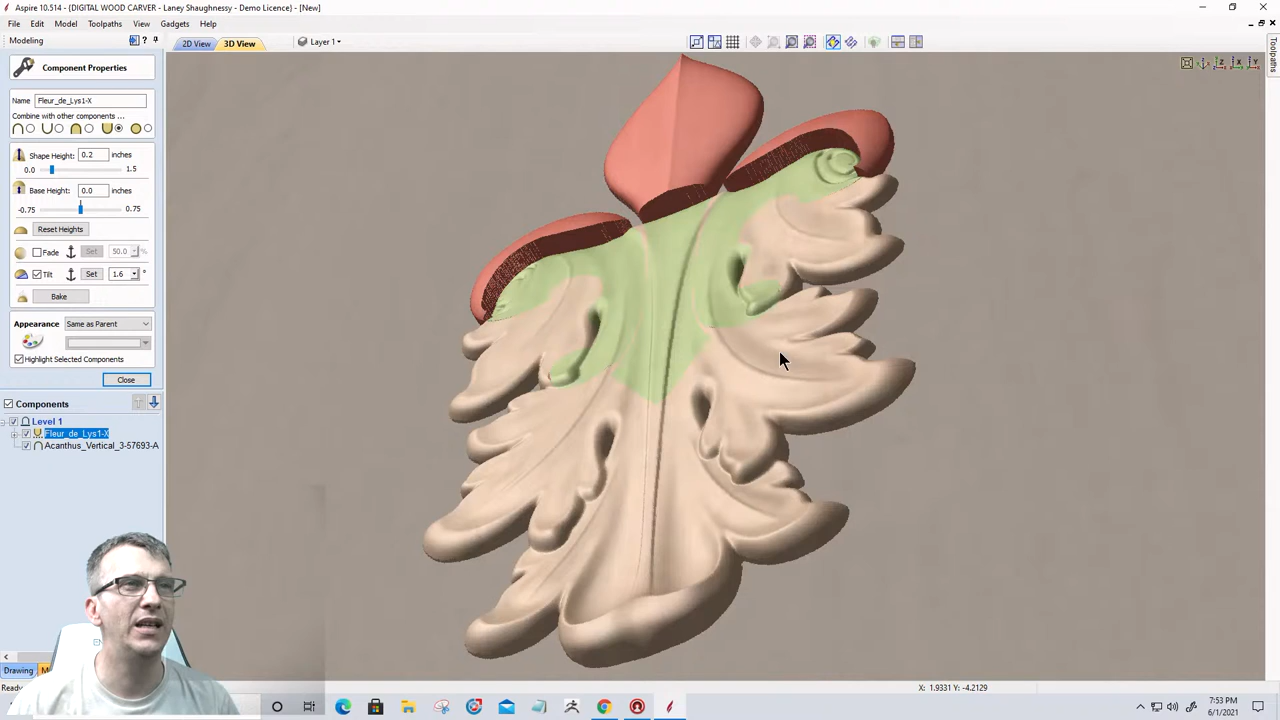 Aspire 10.514 - (DIGITAL WOOD CARVER - Laney Shaughnessy - Demo Licence) - [New]
File Edit Model Toolpaths View Gadgets Help
Modeling
2D View 3D View Layer 1
Component Properties
Name Fleur_de_Lys1-X
Combine with other components ...
Shape Height: 0.2 inches
0.0 1.5
Base Height: 0.0 inches
-0.75 0.75
Reset Heights
Fade Set 50.0 %
Tilt Set 1.6 °
Bake
Appearance Same as Parent
Highlight Selected Components
Close
Components
Level 1
Fleur_de_Lys1-X
Acanthus_Vertical_3-57693-A
Drawing
Toolpaths
X: 1.9331 Y: -4.2129
7:53 PM
6/1/2021